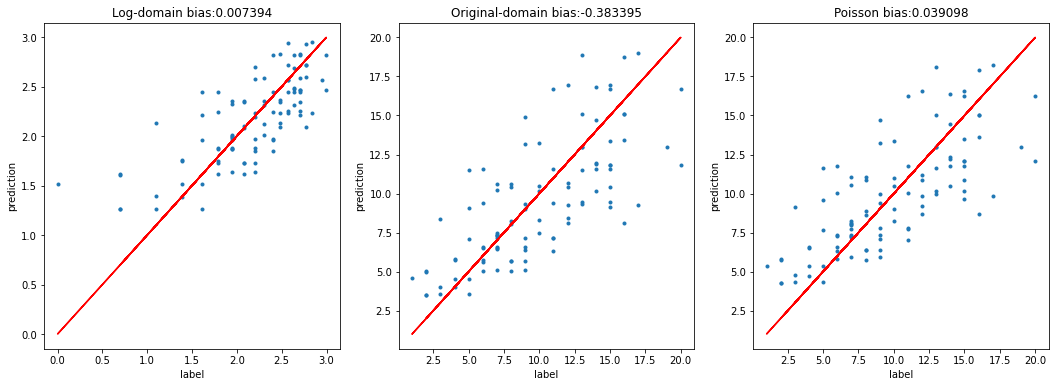 Log-domain bias:0.007394
prediction
3.0
2.5
2.0
1.5
1.0
0.5
0.0
0.0 0.5 1.0 1.5 2.0 2.5 3.0
label
Original-domain bias:-0.383395
prediction
20.0
17.5
15.0
12.5
10.0
7.5
5.0
2.5
2.5 5.0 7.5 10.0 12.5 15.0 17.5 20.0
label
Poisson bias:0.039098
prediction
20.0
17.5
15.0
12.5
10.0
7.5
5.0
2.5
2.5 5.0 7.5 10.0 12.5 15.0 17.5 20.0
label